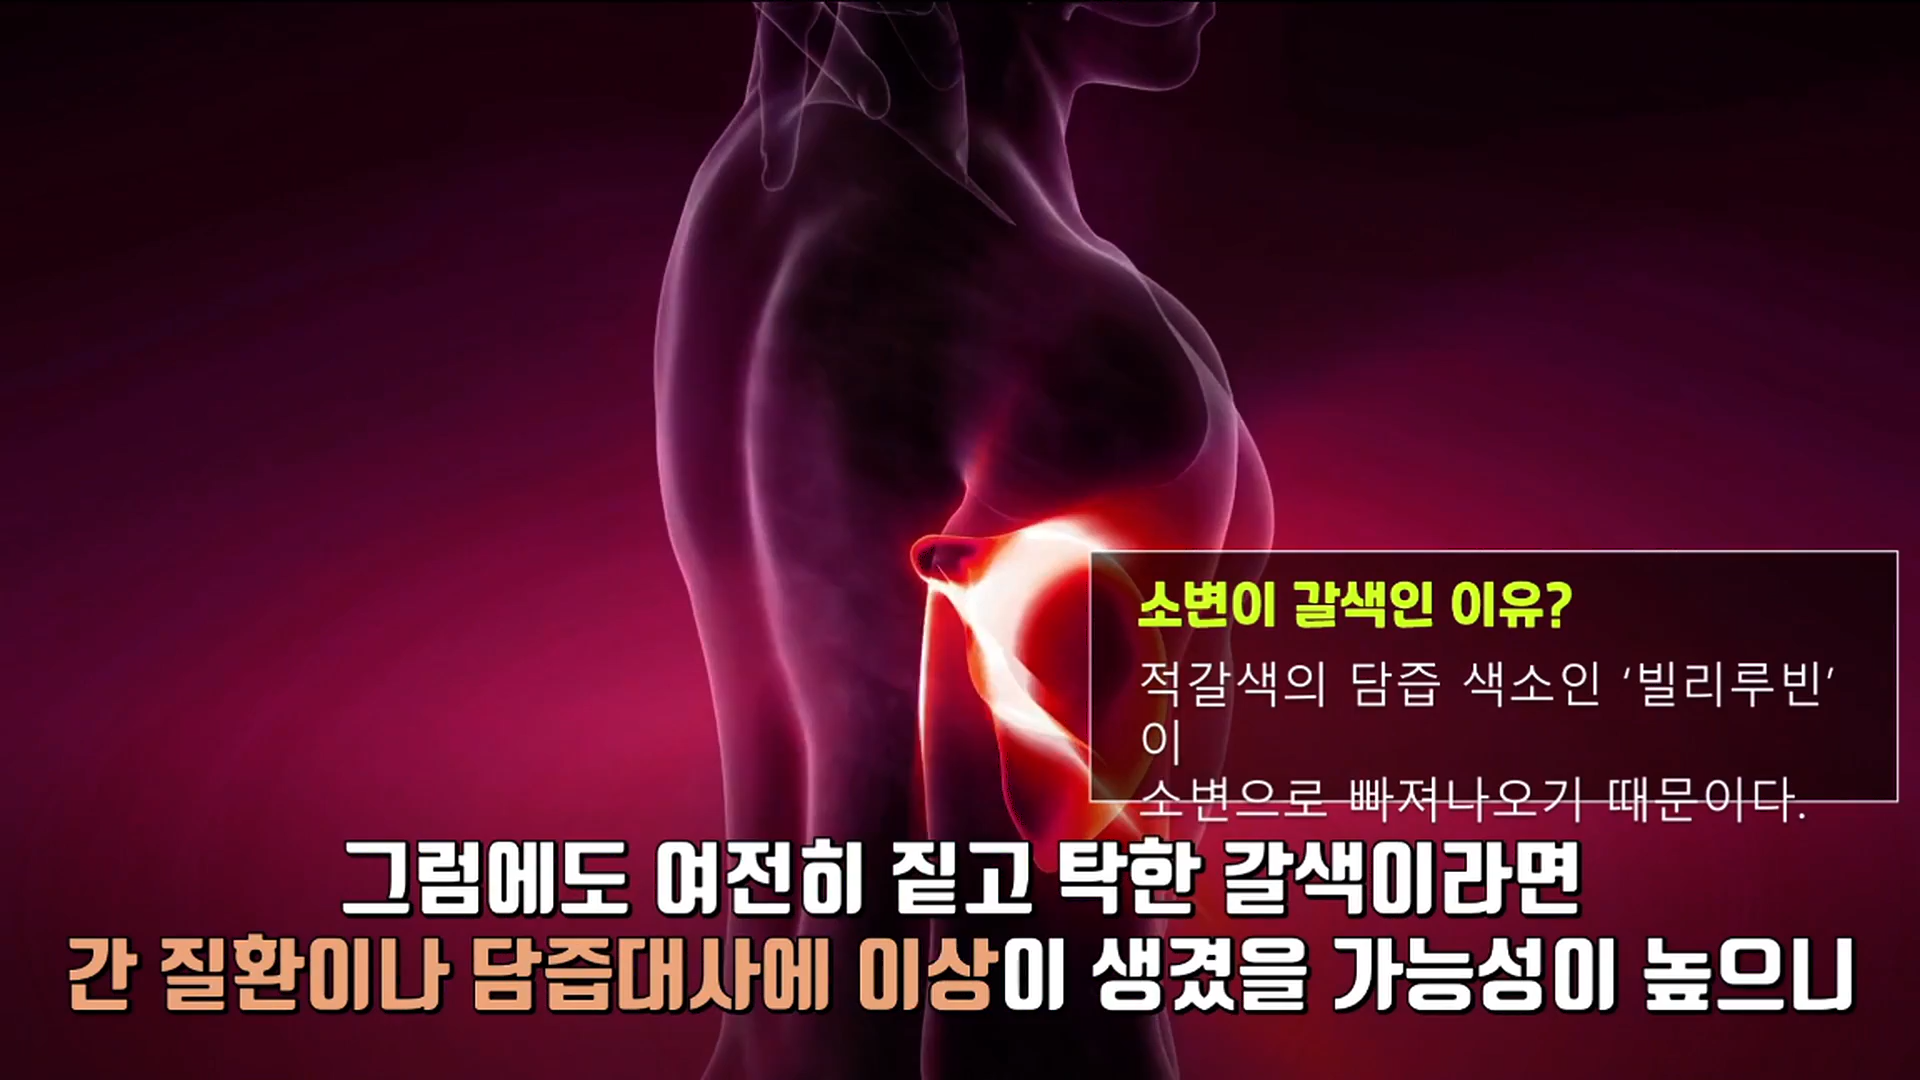 소변이 갈색인 이유?
적갈색의 담즙 색소인 ‘빌리루빈’
이
소변으로 빠져나오기 때문이다.
그럼에도 여전히 짙고 탁한 갈색이라면
간 질환이나 담즙대사에 이상이 생겼을 가능성이 높으니